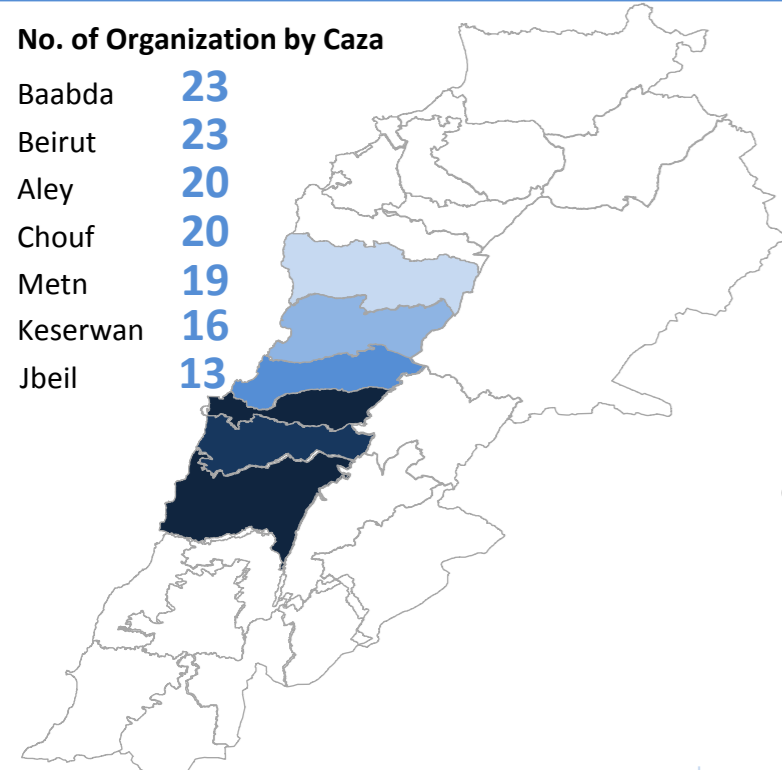 No. of Organization by Caza
Baabda 23
Beirut 23
Aley 20
Chouf 20
Metn 19
Keserwan 16
Jbeil 13